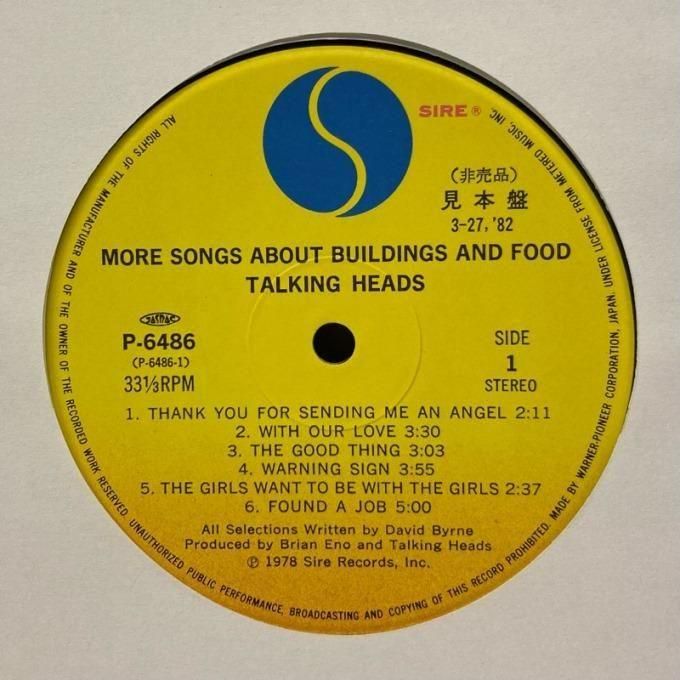 SIRE®
(非売品)
見本盤
3-27, '82
MORE SONGS ABOUT BUILDINGS AND FOOD
TALKING HEADS
JASRAC
P-6486
(P-6486-1)
33⅓RPM
SIDE
1
STEREO
1. THANK YOU FOR SENDING ME AN ANGEL 2:11
2. WITH OUR LOVE 3:30
3. THE GOOD THING 3:03
4. WARNING SIGN 3:55
5. THE GIRLS WANT TO BE WITH THE GIRLS 2:37
6. FOUND A JOB 5:00
All Selections Written by David Byrne
Produced by Brian Eno and Talking Heads
℗ 1978 Sire Records, Inc.
ALL RIGHTS OF THE MANUFACTURER AND OF THE OWNER OF THE RECORDED WORK RESERVED. UNAUTHORIZED PUBLIC PERFORMANCE, BROADCASTING AND COPYING OF THIS RECORD PROHIBITED. MADE BY WARNER-PIONEER CORPORATION, JAPAN. UNDER LICENSE FROM METERED MUSIC, INC.